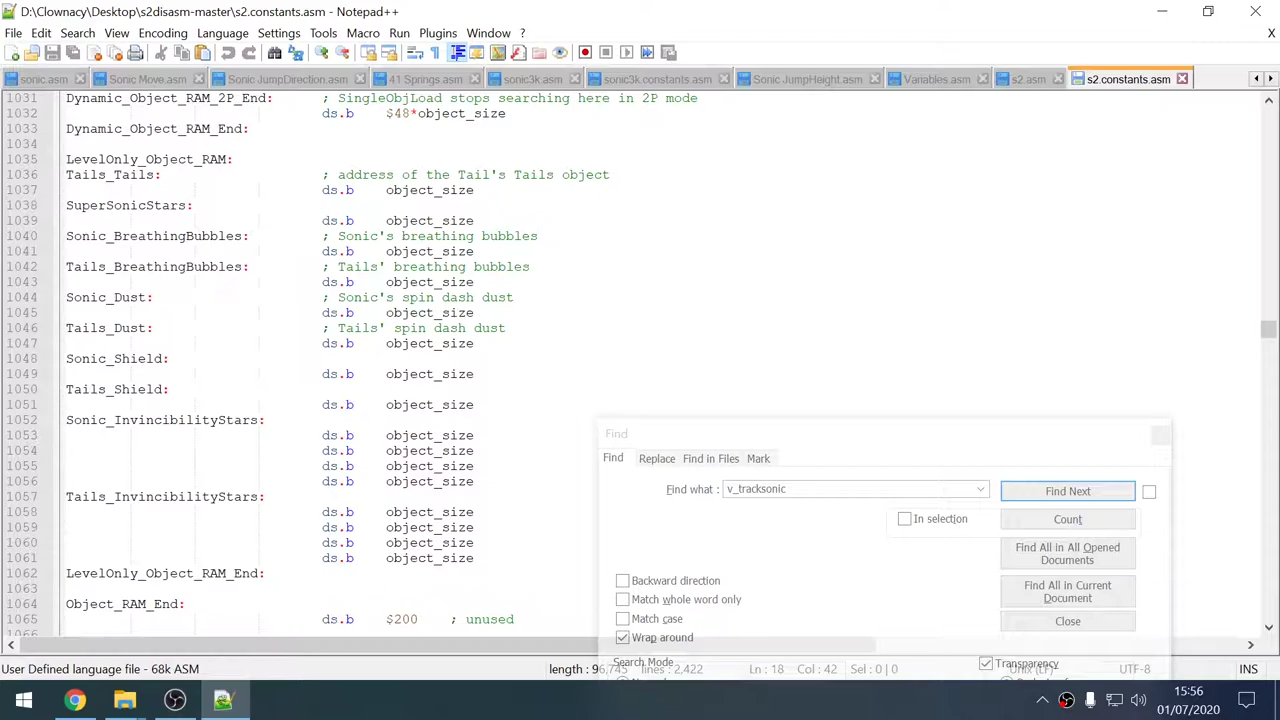 D:\Clownacy\Desktop\s2disasm-master\s2.constants.asm - Notepad++
File Edit Search View Encoding Language Settings Tools Macro Run Plugins Window ? X
sonic.asm Sonic Move.asm Sonic JumpDirection.asm 41 Springs.asm sonic3k.asm sonic3k.constants.asm Sonic JumpHeight.asm Variables.asm s2.asm s2.constants.asm
1031 Dynamic_Object_RAM_2P_End: ; SingleObjLoad stops searching here in 2P mode
1032 ds.b $48*object_size
1033 Dynamic_Object_RAM_End:
1034
1035 LevelOnly_Object_RAM:
1036 Tails_Tails: ; address of the Tail's Tails object
1037 ds.b object_size
1038 SuperSonicStars:
1039 ds.b object_size
1040 Sonic_BreathingBubbles: ; Sonic's breathing bubbles
1041 ds.b object_size
1042 Tails_BreathingBubbles: ; Tails' breathing bubbles
1043 ds.b object_size
1044 Sonic_Dust: ; Sonic's spin dash dust
1045 ds.b object_size
1046 Tails_Dust: ; Tails' spin dash dust
1047 ds.b object_size
1048 Sonic_Shield:
1049 ds.b object_size
1050 Tails_Shield:
1051 ds.b object_size
1052 Sonic_InvincibilityStars:
1053 ds.b object_size
1054 ds.b object_size
1055 ds.b object_size
1056 ds.b object_size
1057 Tails_InvincibilityStars:
1058 ds.b object_size
1059 ds.b object_size
1060 ds.b object_size
1061 ds.b object_size
1062 LevelOnly_Object_RAM_End:
1063
1064 Object_RAM_End:
1065 ds.b $200 ; unused
Find
Find Replace Find in Files Mark
Find what : v_tracksonic Find Next
In selection Count
Find All in All Opened
Documents
Backward direction Find All in Current
Match whole word only Document
Match case Close
Wrap around
Search Mode Transparency
User Defined language file - 68k ASM length : 96,745 lines : 2,422 Ln : 18 Col : 42 Sel : 0 | 0 Unix (LF) UTF-8 INS
15:56
01/07/2020